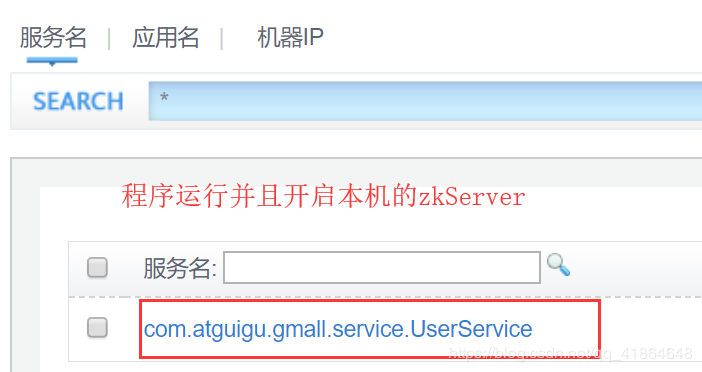 服务名 | 应用名 | 机器IP
SEARCH *
程序运行并且开启本机的zkServer
服务名:
com.atguigu.gmall.service.UserService
https://blog.csdn.net/qq_41864648